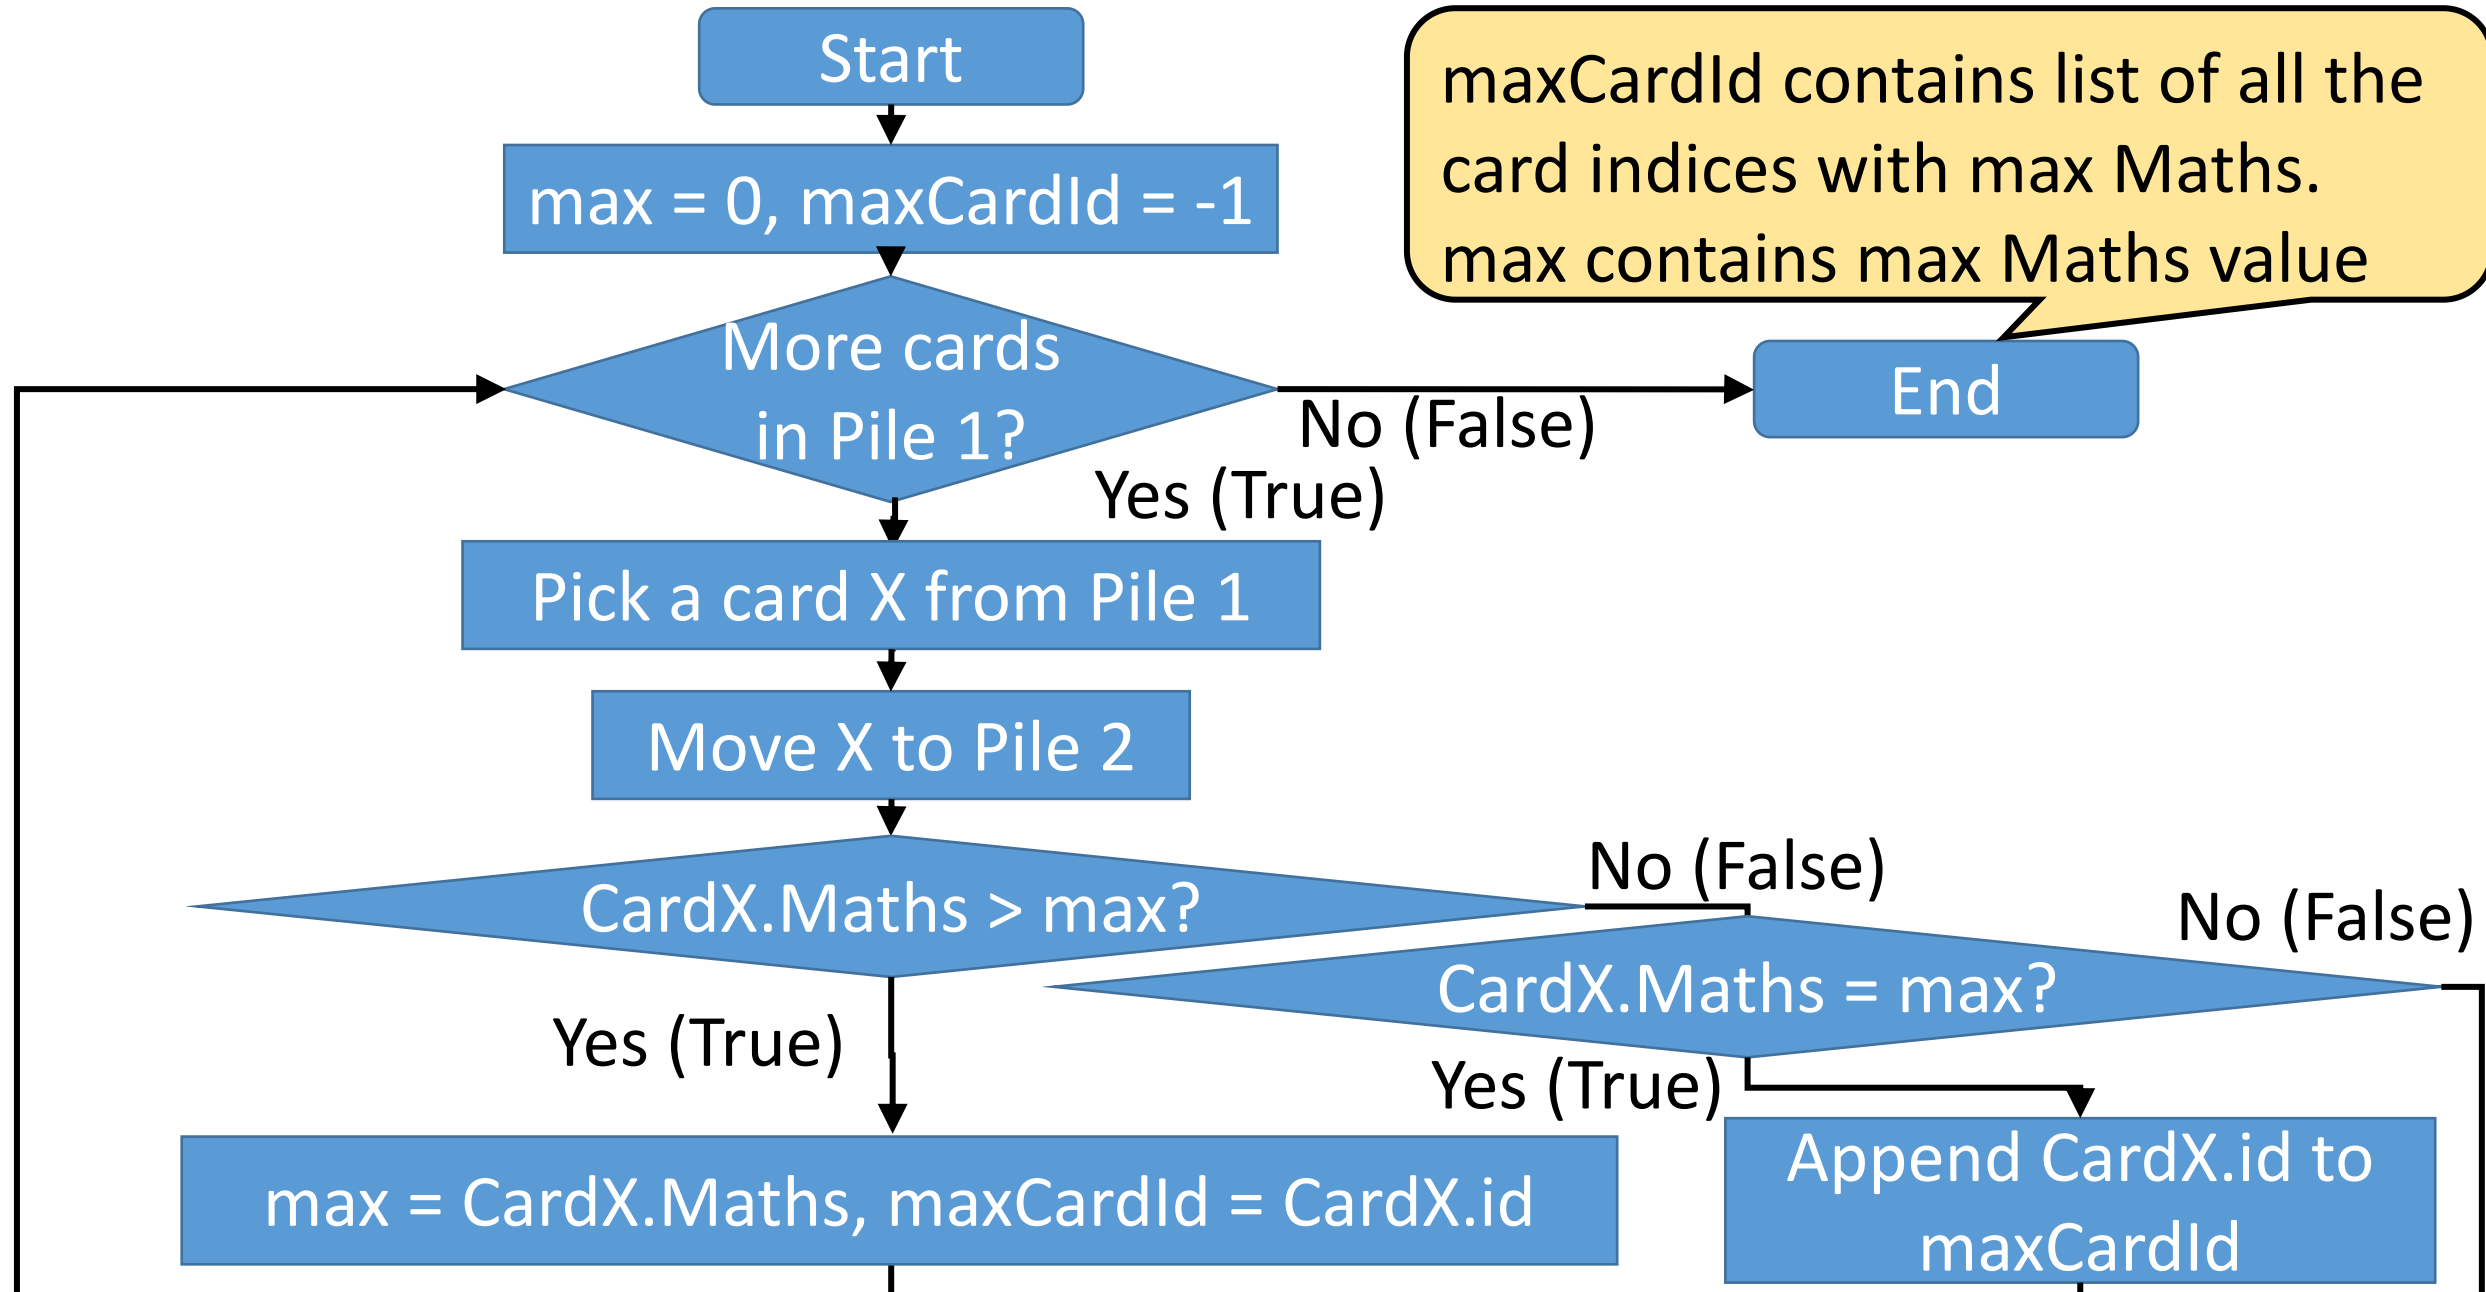 Start
maxCardId contains list of all the
card indices with max Maths.
max contains max Maths value
max = 0, maxCardId = -1
More cards
in Pile 1?
No (False)
End
Yes (True)
Pick a card X from Pile 1
Move X to Pile 2
CardX.Maths > max?
No (False)
CardX.Maths = max?
No (False)
Yes (True)
Yes (True)
max = CardX.Maths, maxCardId = CardX.id
Append CardX.id to
maxCardId